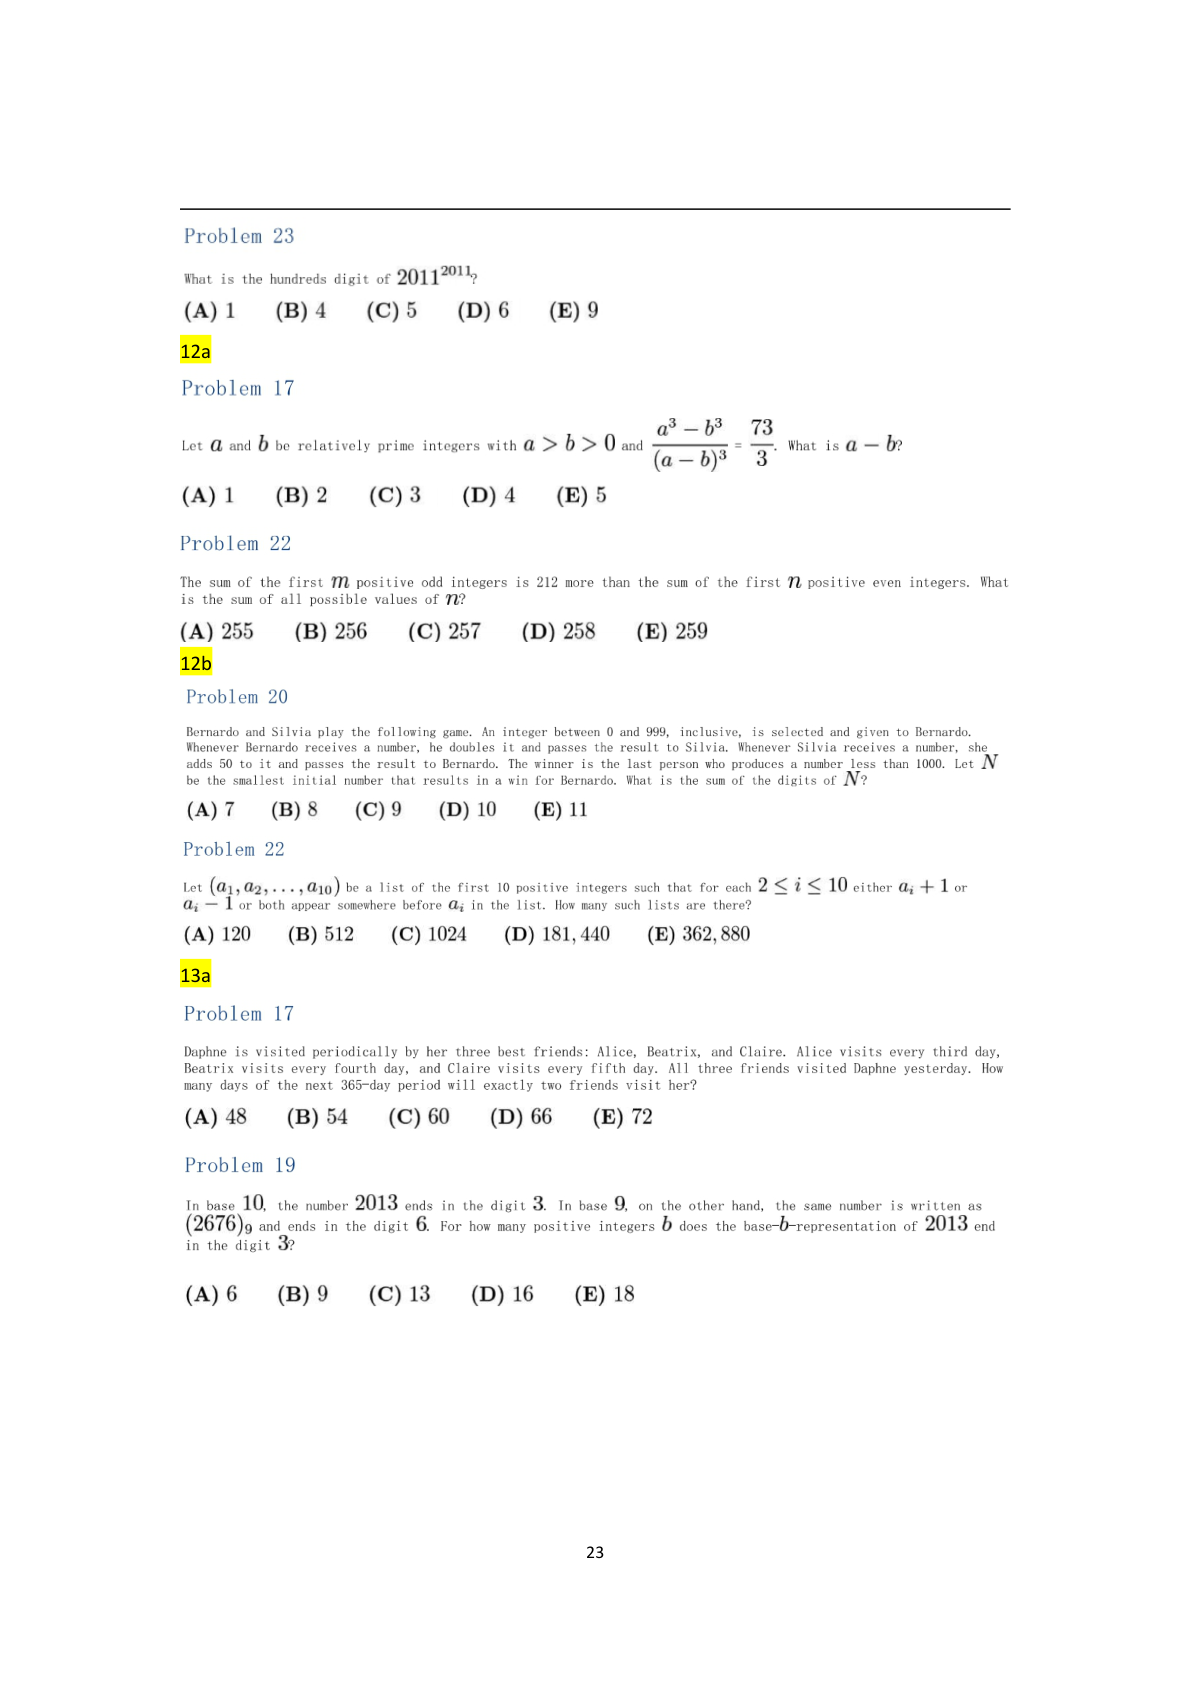 Problem 23
What is the hundreds digit of 2011^2011?
(A) 1 (B) 4 (C) 5 (D) 6 (E) 9
12a
Problem 17
Let a and b be relatively prime integers with a > b > 0 and (a³ − b³)/(a − b)³ = 73/3. What is a − b?
(A) 1 (B) 2 (C) 3 (D) 4 (E) 5
Problem 22
The sum of the first m positive odd integers is 212 more than the sum of the first n positive even integers. What
is the sum of all possible values of n?
(A) 255 (B) 256 (C) 257 (D) 258 (E) 259
12b
Problem 20
Bernardo and Silvia play the following game. An integer between 0 and 999, inclusive, is selected and given to Bernardo.
Whenever Bernardo receives a number, he doubles it and passes the result to Silvia. Whenever Silvia receives a number, she
adds 50 to it and passes the result to Bernardo. The winner is the last person who produces a number less than 1000. Let N
be the smallest initial number that results in a win for Bernardo. What is the sum of the digits of N?
(A) 7 (B) 8 (C) 9 (D) 10 (E) 11
Problem 22
Let (a₁, a₂, . . . , a₁₀) be a list of the first 10 positive integers such that for each 2 ≤ i ≤ 10 either aᵢ + 1 or
aᵢ − 1 or both appear somewhere before aᵢ in the list. How many such lists are there?
(A) 120 (B) 512 (C) 1024 (D) 181,440 (E) 362,880
13a
Problem 17
Daphne is visited periodically by her three best friends: Alice, Beatrix, and Claire. Alice visits every third day,
Beatrix visits every fourth day, and Claire visits every fifth day. All three friends visited Daphne yesterday. How
many days of the next 365-day period will exactly two friends visit her?
(A) 48 (B) 54 (C) 60 (D) 66 (E) 72
Problem 19
In base 10, the number 2013 ends in the digit 3. In base 9, on the other hand, the same number is written as
(2676)₉ and ends in the digit 6. For how many positive integers b does the base-b-representation of 2013 end
in the digit 3?
(A) 6 (B) 9 (C) 13 (D) 16 (E) 18
23